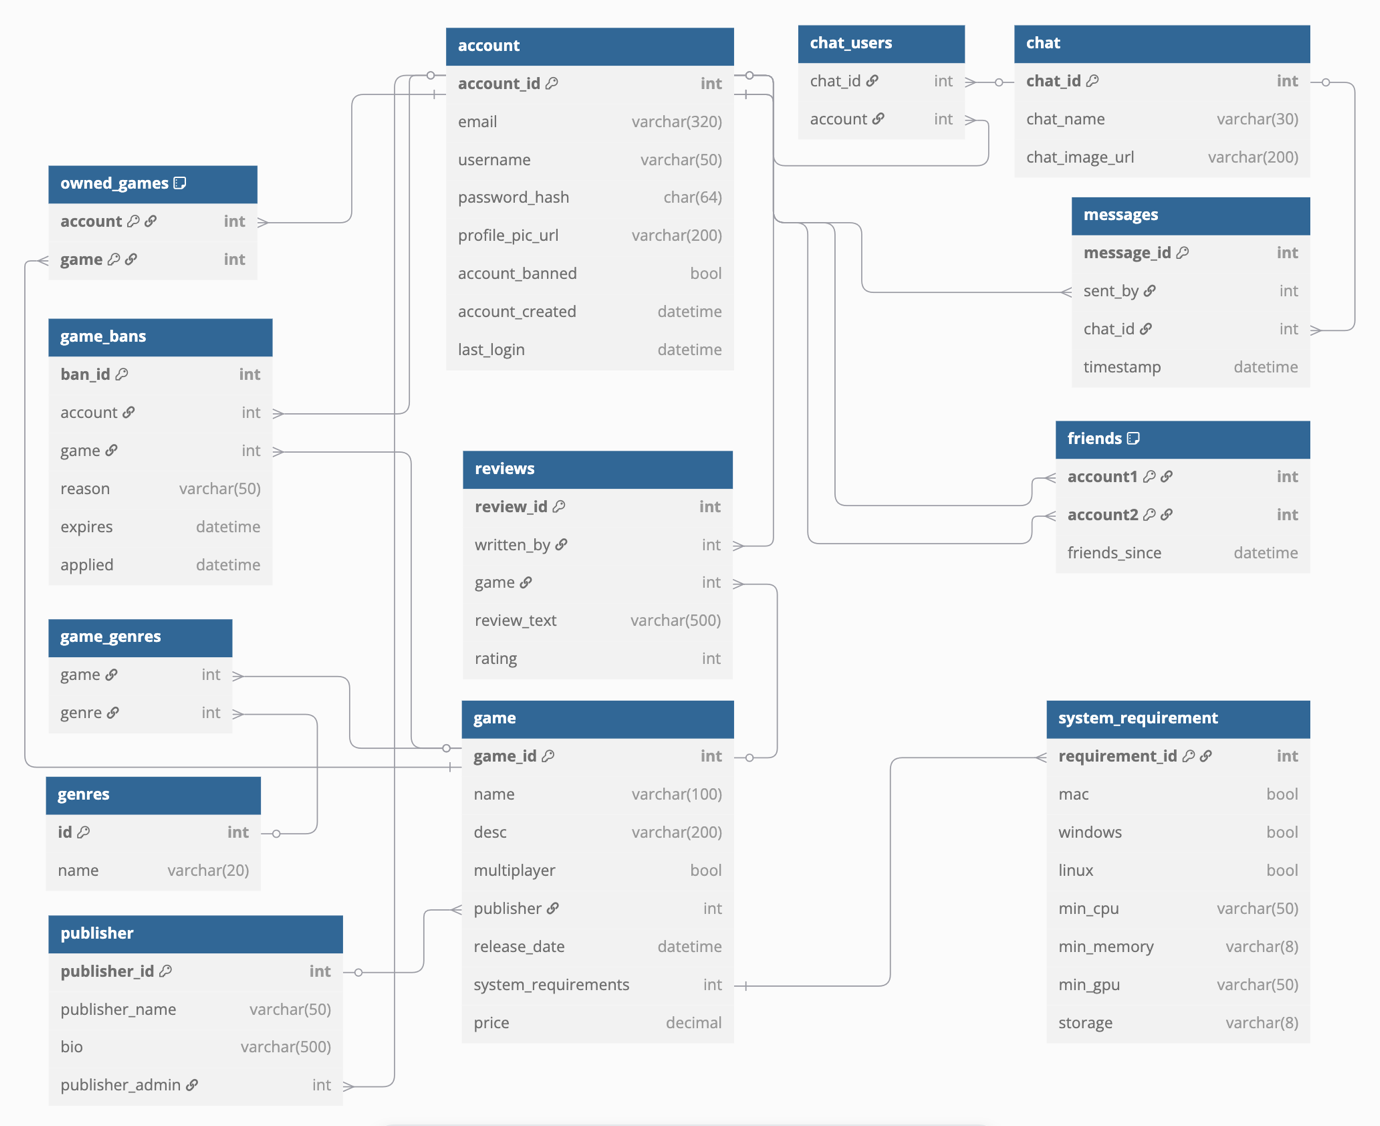 account
account_id int
email varchar(320)
username varchar(50)
password_hash char(64)
profile_pic_url varchar(200)
account_banned bool
account_created datetime
last_login datetime
chat_users
chat_id int
account int
chat
chat_id int
chat_name varchar(30)
chat_image_url varchar(200)
owned_games
account int
game int
messages
message_id int
sent_by int
chat_id int
timestamp datetime
game_bans
ban_id int
account int
game int
reason varchar(50)
expires datetime
applied datetime
friends
account1 int
account2 int
friends_since datetime
reviews
review_id int
written_by int
game int
review_text varchar(500)
rating int
game_genres
game int
genre int
game
game_id int
name varchar(100)
desc varchar(200)
multiplayer bool
publisher int
release_date datetime
system_requirements int
price decimal
system_requirement
requirement_id int
mac bool
windows bool
linux bool
min_cpu varchar(50)
min_memory varchar(8)
min_gpu varchar(50)
storage varchar(8)
genres
id int
name varchar(20)
publisher
publisher_id int
publisher_name varchar(50)
bio varchar(500)
publisher_admin int